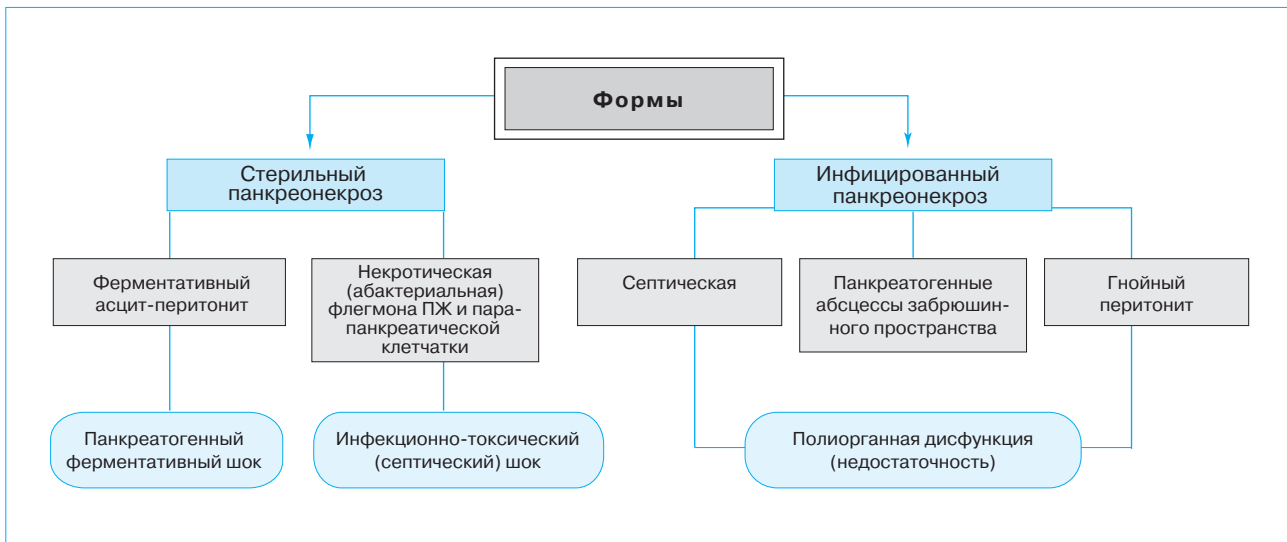 Формы
Стерильный
панкреонекроз
Инфицированный
панкреонекроз
Ферментативный
асцит-перитонит
Некротическая
(абактериальная)
флегмона ПЖ и пара-
панкреатической
клетчатки
Септическая
Панкреатогенные
абсцессы забрюшин-
ного пространства
Гнойный
перитонит
Панкреатогенный
ферментативный шок
Инфекционно-токсический
(септический) шок
Полиорганная дисфункция
(недостаточность)